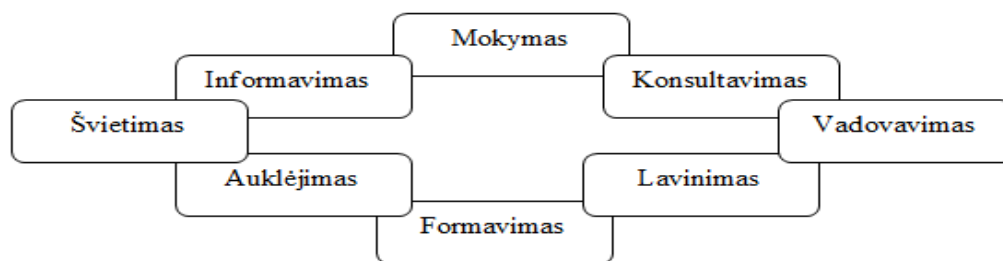 Mokymas
Informavimas
Konsultavimas
Švietimas
Vadovavimas
Auklėjimas
Lavinimas
Formavimas